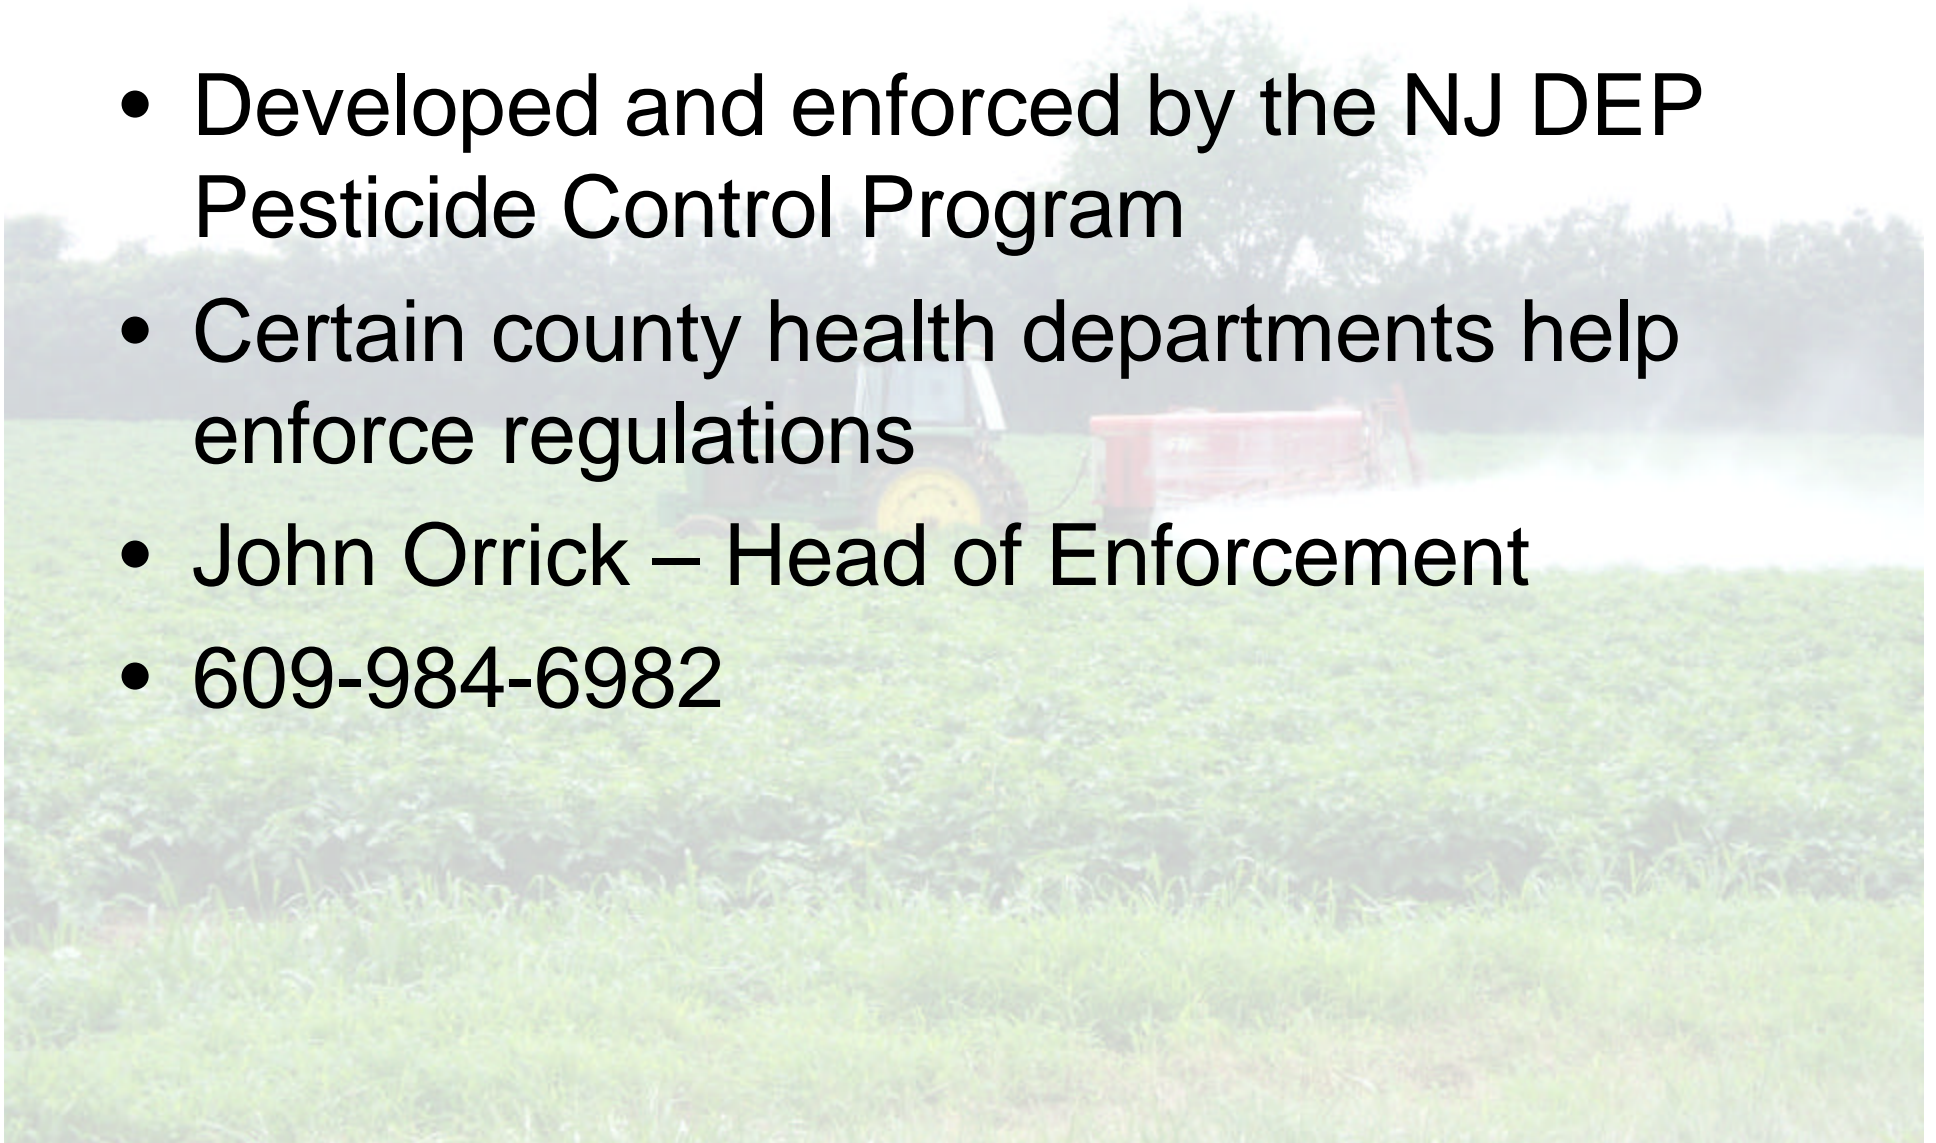 • Developed and enforced by the NJ DEP
Pesticide Control Program
• Certain county health departments help
enforce regulations
• John Orrick – Head of Enforcement
• 609-984-6982